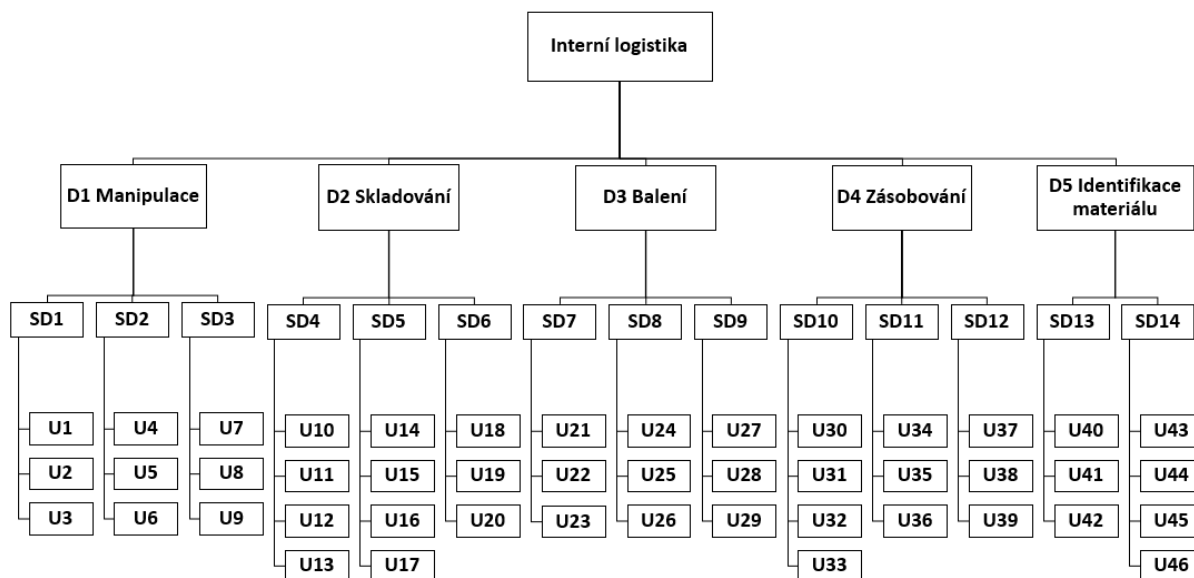 Interní logistika
D1 Manipulace
D2 Skladování
D3 Balení
D4 Zásobování
D5 Identifikace
materiálu
SD1
SD2
SD3
SD4
SD5
SD6
SD7
SD8
SD9
SD10
SD11
SD12
SD13
SD14
U1
U4
U7
U10
U14
U18
U21
U24
U27
U30
U34
U37
U40
U43
U2
U5
U8
U11
U15
U19
U22
U25
U28
U31
U35
U38
U41
U44
U3
U6
U9
U12
U16
U20
U23
U26
U29
U32
U36
U39
U42
U45
U13
U17
U33
U46